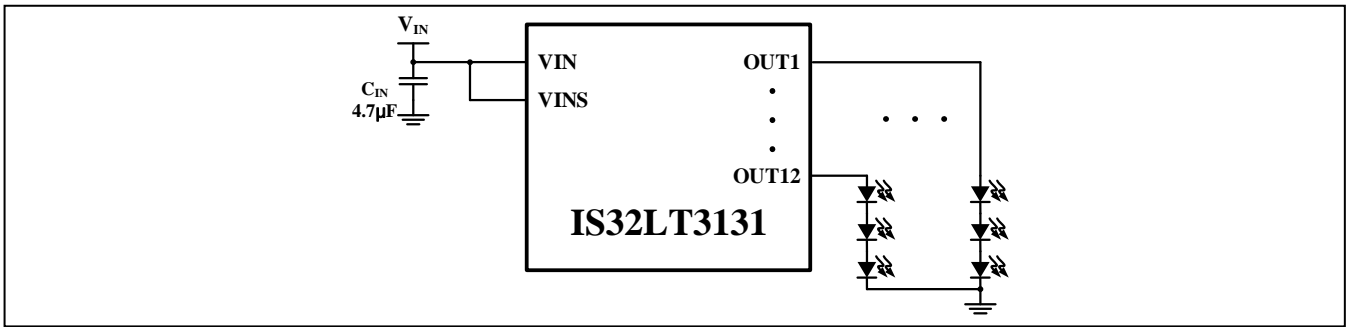 VIN
VIN
OUT1
CIN
4.7µF
VINS
OUT12
IS32LT3131